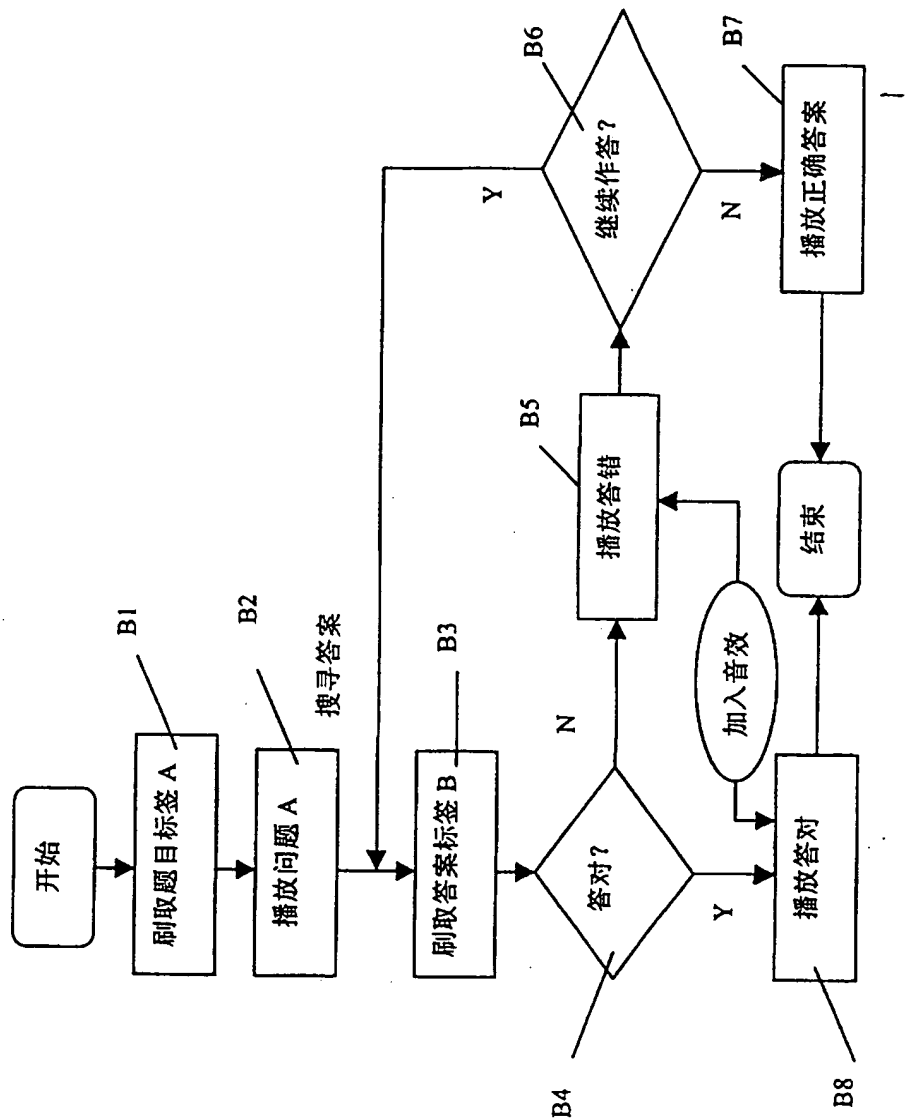 开始
B1
刷取题目标签 A
B2
播放问题 A
搜寻答案
B3
刷取答案标签 B
B4
答对?
N
Y
B5
播放答错
B6
继续作答?
Y
N
B7
播放正确答案
加入音效
B8
播放答对
结束